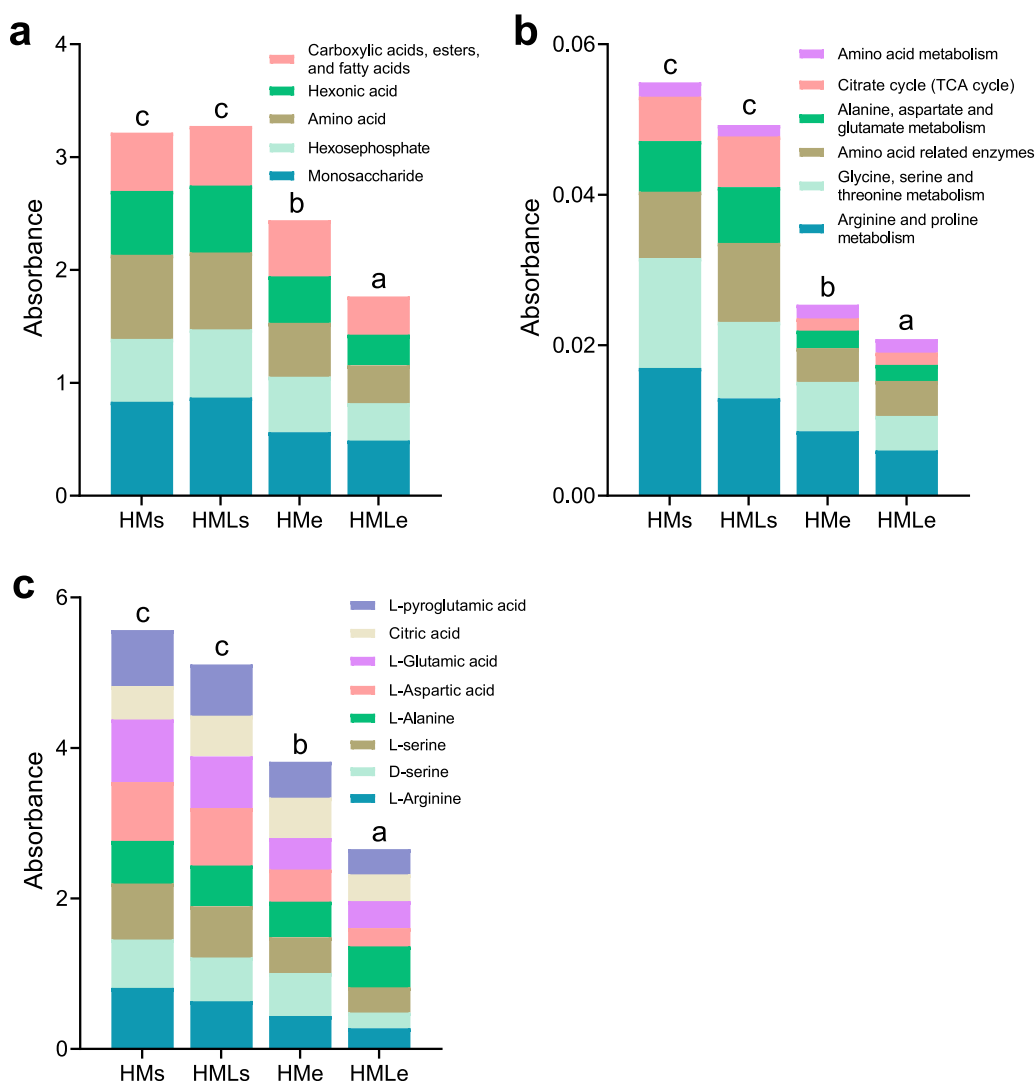 a
Absorbance
4
3
2
1
0
c
c
b
a
Carboxylic acids, esters,
and fatty acids
Hexonic acid
Amino acid
Hexosephosphate
Monosaccharide
HMs
HMLs
HMe
HMLe
b
Absorbance
0.06
0.04
0.02
0.00
c
c
b
a
Amino acid metabolism
Citrate cycle (TCA cycle)
Alanine, aspartate and
glutamate metabolism
Amino acid related enzymes
Glycine, serine and
threonine metabolism
Arginine and proline
metabolism
HMs
HMLs
HMe
HMLe
c
Absorbance
6
4
2
0
c
c
b
a
L-pyroglutamic acid
Citric acid
L-Glutamic acid
L-Aspartic acid
L-Alanine
L-serine
D-serine
L-Arginine
HMs
HMLs
HMe
HMLe